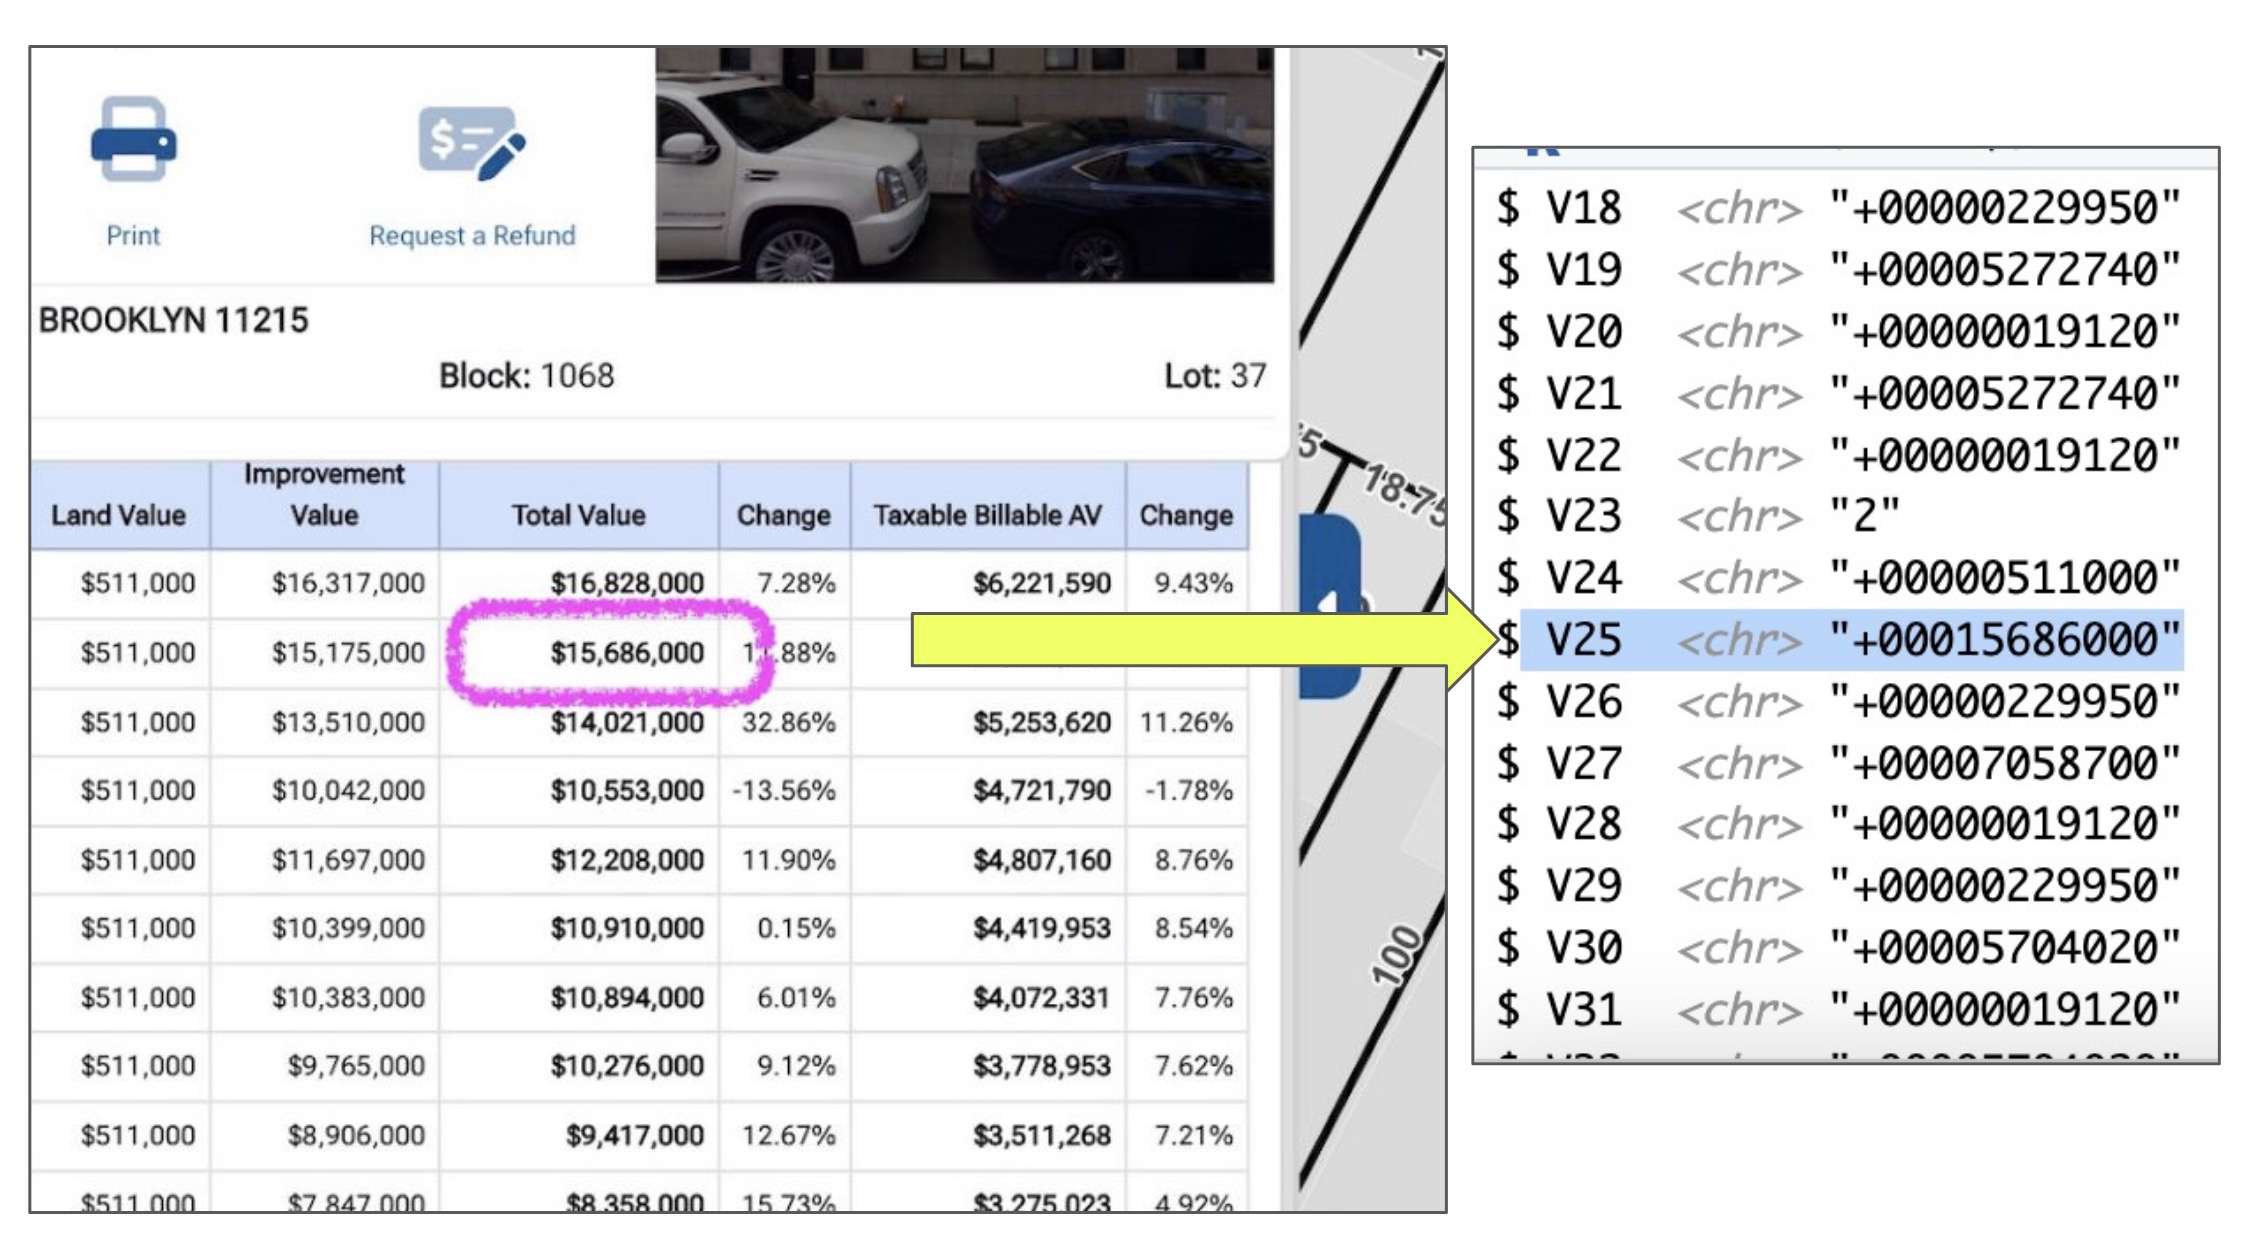 Print
Request a Refund
BROOKLYN 11215
Block: 1068
Lot: 37
Land Value Improvement Value Total Value Change Taxable Billable AV Change
$511,000 $16,317,000 $16,828,000 7.28% $6,221,590 9.43%
$511,000 $15,175,000 $15,686,000 .88%
$511,000 $13,510,000 $14,021,000 32.86% $5,253,620 11.26%
$511,000 $10,042,000 $10,553,000 -13.56% $4,721,790 -1.78%
$511,000 $11,697,000 $12,208,000 11.90% $4,807,160 8.76%
$511,000 $10,399,000 $10,910,000 0.15% $4,419,953 8.54%
$511,000 $10,383,000 $10,894,000 6.01% $4,072,331 7.76%
$511,000 $9,765,000 $10,276,000 9.12% $3,778,953 7.62%
$511,000 $8,906,000 $9,417,000 12.67% $3,511,268 7.21%
$511,000 $7,847,000 $8,358,000 15.73% $3,275,023 4.92%
18.75
100
$ V18 <chr> "+00000229950"
$ V19 <chr> "+00005272740"
$ V20 <chr> "+00000019120"
$ V21 <chr> "+00005272740"
$ V22 <chr> "+00000019120"
$ V23 <chr> "2"
$ V24 <chr> "+00000511000"
$ V25 <chr> "+00015686000"
$ V26 <chr> "+00000229950"
$ V27 <chr> "+00007058700"
$ V28 <chr> "+00000019120"
$ V29 <chr> "+00000229950"
$ V30 <chr> "+00005704020"
$ V31 <chr> "+00000019120"